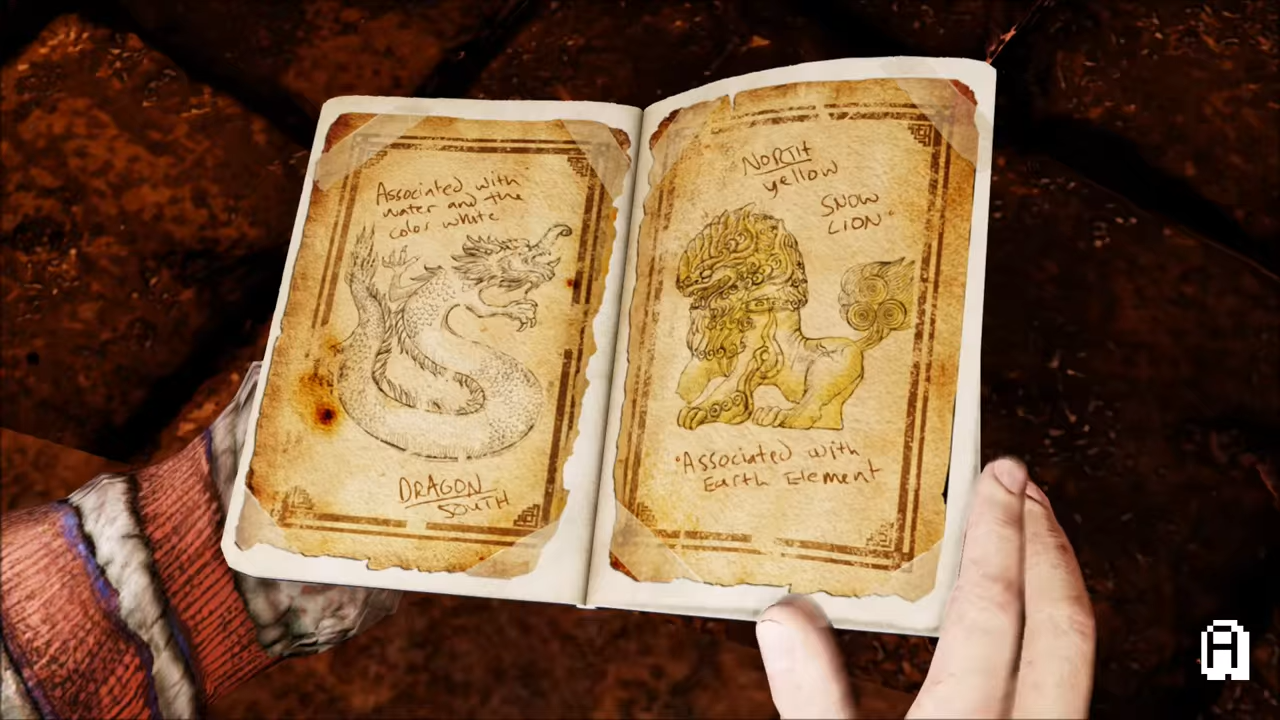 Associated with
water and the
color white
DRAGON
SOUTH
NORTH
yellow
SNOW
LION
•Associated with
Earth Element
A